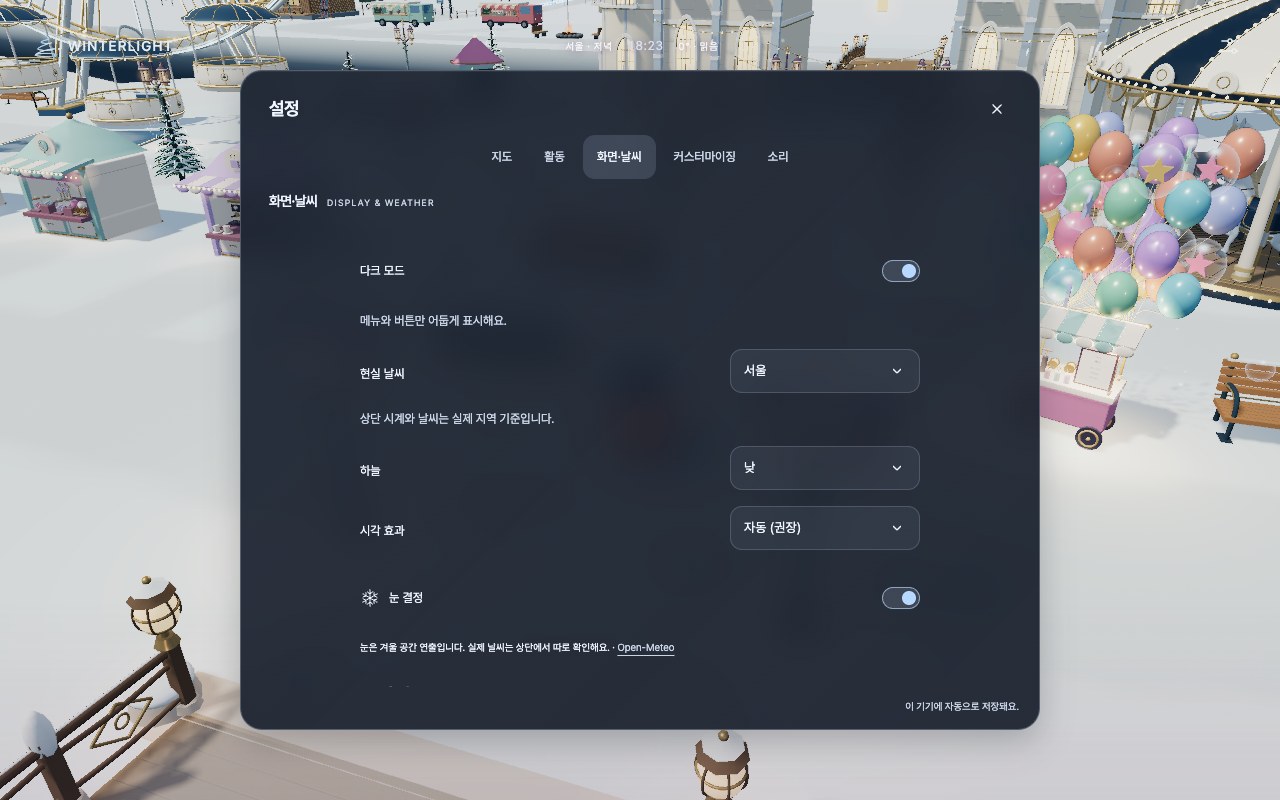 WINTERLIGHT
서울 · 저녁 18:23 0° 맑음
설정
지도 활동 화면·날씨 커스터마이징 소리
화면·날씨 DISPLAY & WEATHER
다크 모드
메뉴와 버튼만 어둡게 표시해요.
현실 날씨 서울
상단 시계와 날씨는 실제 지역 기준입니다.
하늘 낮
시각 효과 자동 (권장)
눈 결정
눈은 겨울 공간 연출입니다. 실제 날씨는 상단에서 따로 확인해요. · Open-Meteo
이 기기에 자동으로 저장돼요.